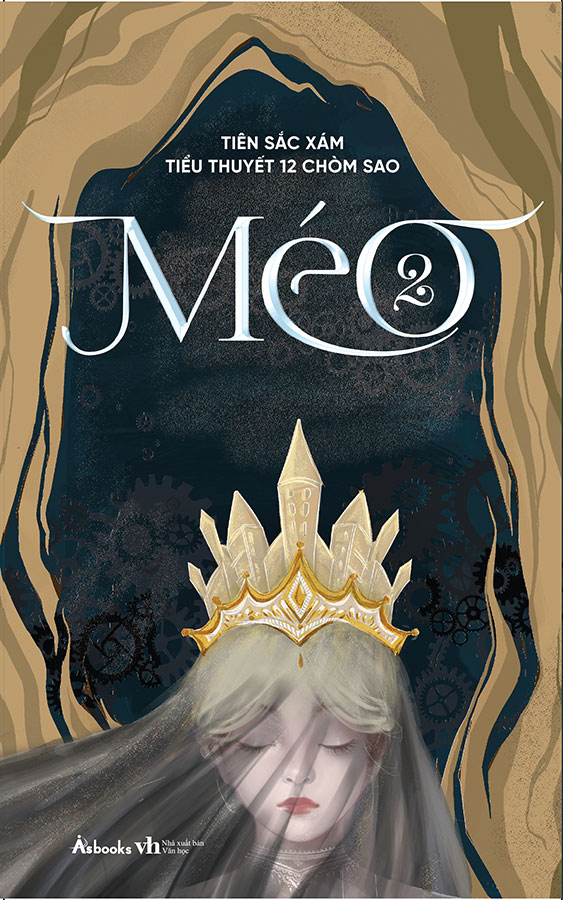 TIÊN SẮC XÁM
TIỂU THUYẾT 12 CHÒM SAO
MéO
2
Asbooks vh Nhà xuất bản
Văn học